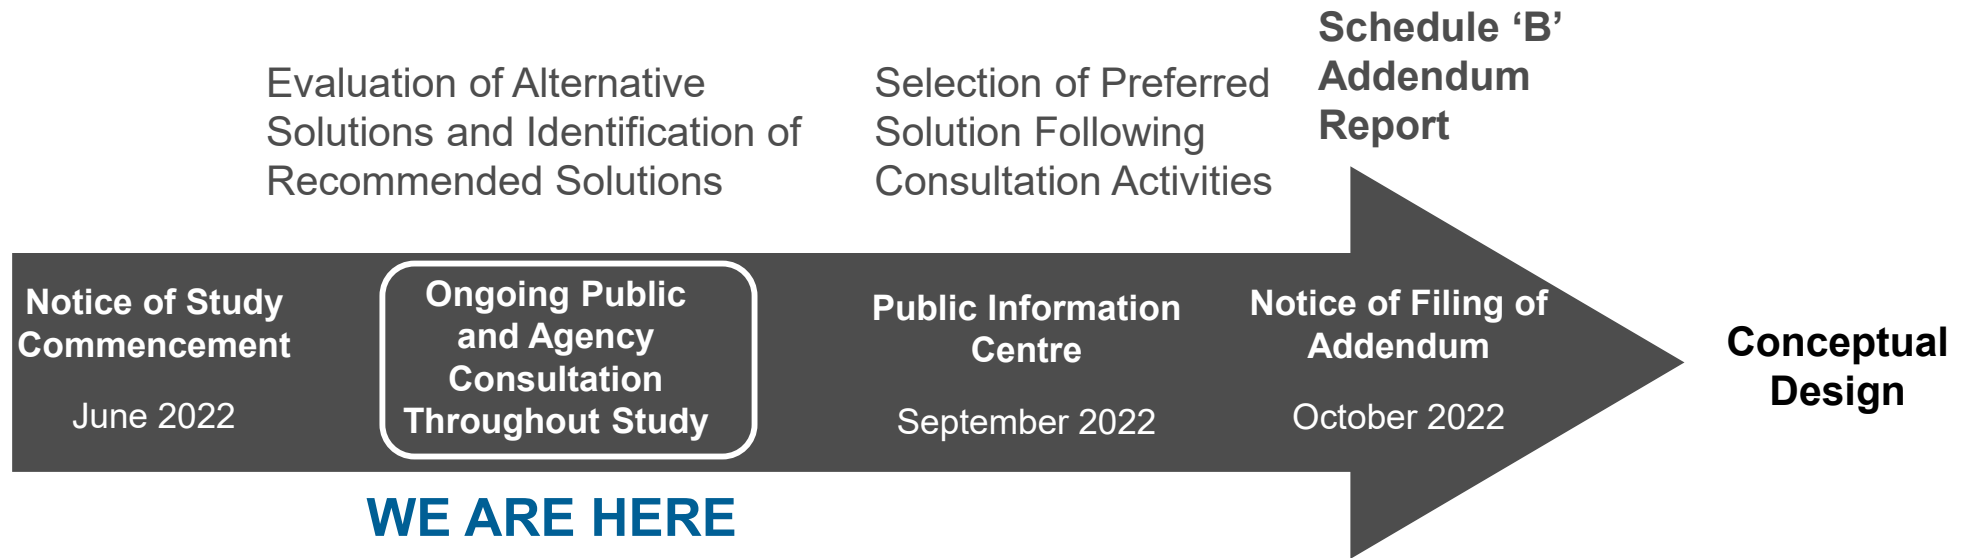 Evaluation of Alternative
Solutions and Identification of
Recommended Solutions
Selection of Preferred
Solution Following
Consultation Activities
Schedule ‘B’
Addendum
Report
Notice of Study
Commencement
June 2022
Ongoing Public
and Agency
Consultation
Throughout Study
Public Information
Centre
September 2022
Notice of Filing of
Addendum
October 2022
Conceptual
Design
WE ARE HERE